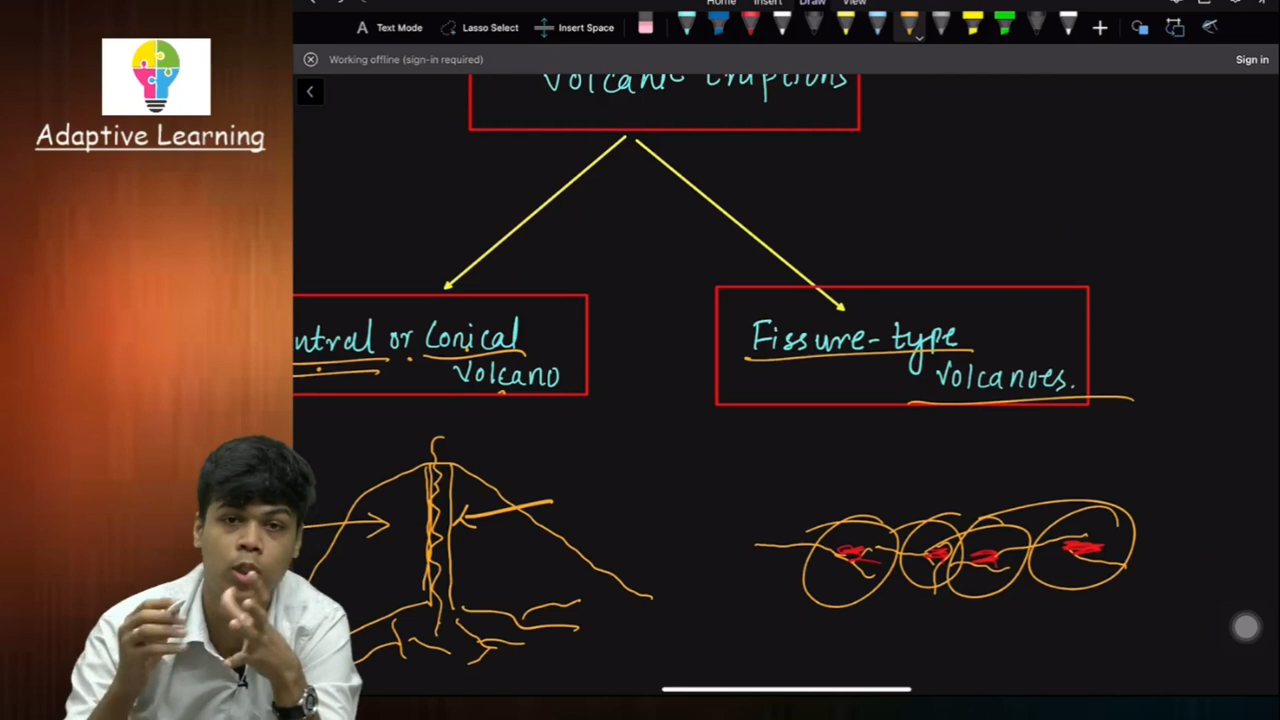 Home Insert Draw View
Text Mode Lasso Select Insert Space
Working offline (sign-in required) Sign in
Adaptive Learning
Volcanic Eruptions
ntral or Conical
Volcano
Fissure-type
Volcanoes.